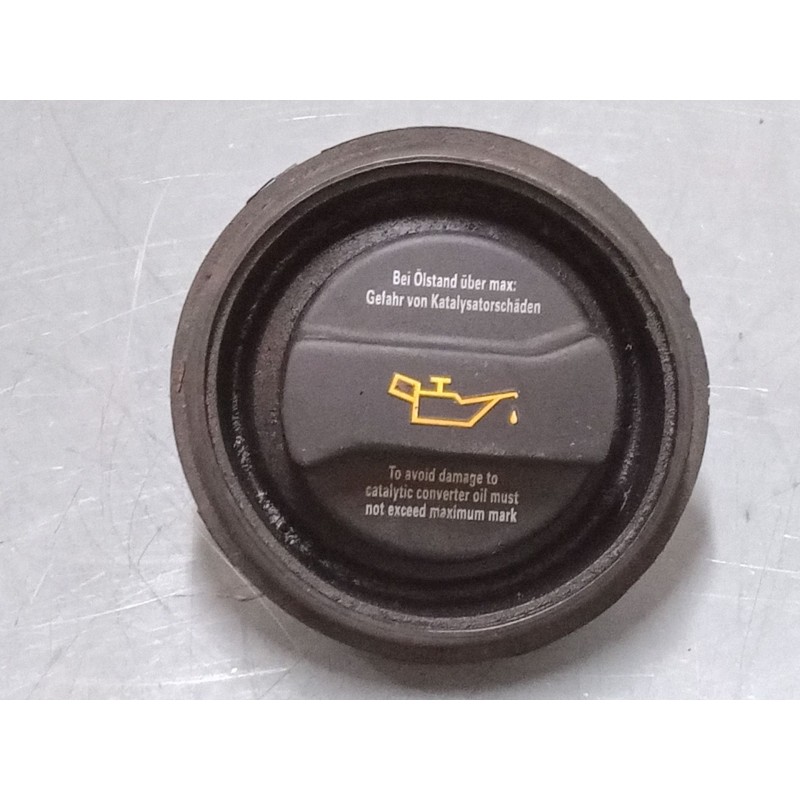 Bei Ölstand über max:
Gefahr von Katalysatorschäden
To avoid damage to
catalytic converter oil must
not exceed maximum mark